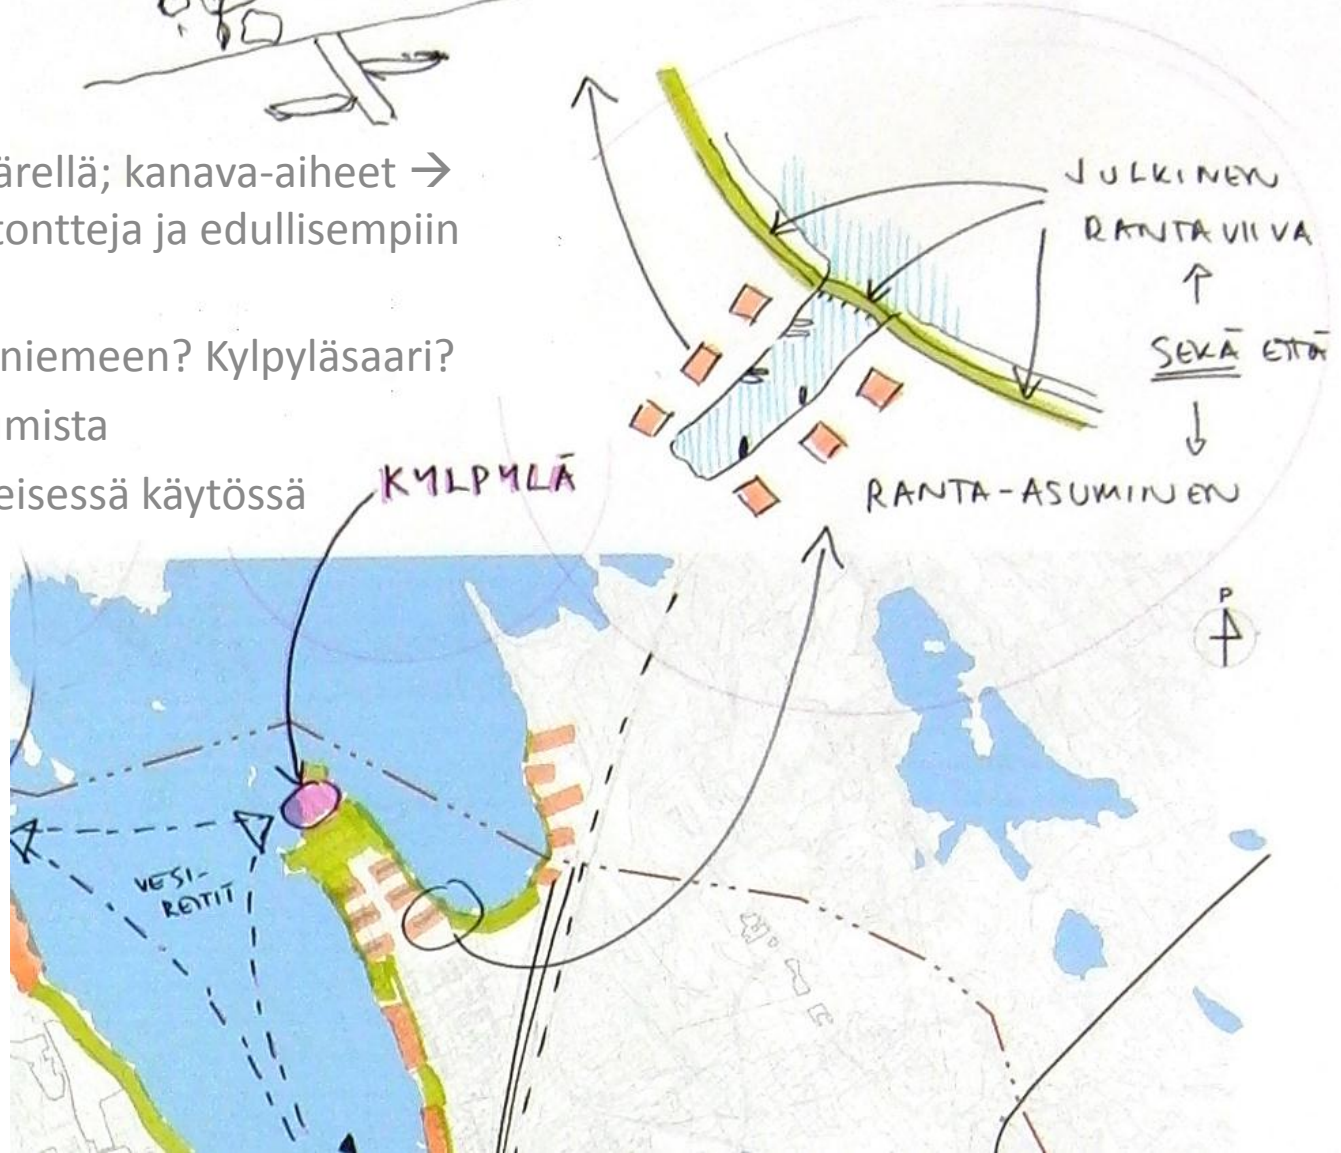 ärellä; kanava-aiheet →
tontteja ja edullisempiin
niemeen? Kylpyläsaari?
mista
eisessä käytössä
JULKINEN
RANTAVIIVA
SEKÄ ETTÄ
RANTA-ASUMINEN
KYLPYLÄ
P
VESI-
REITIT